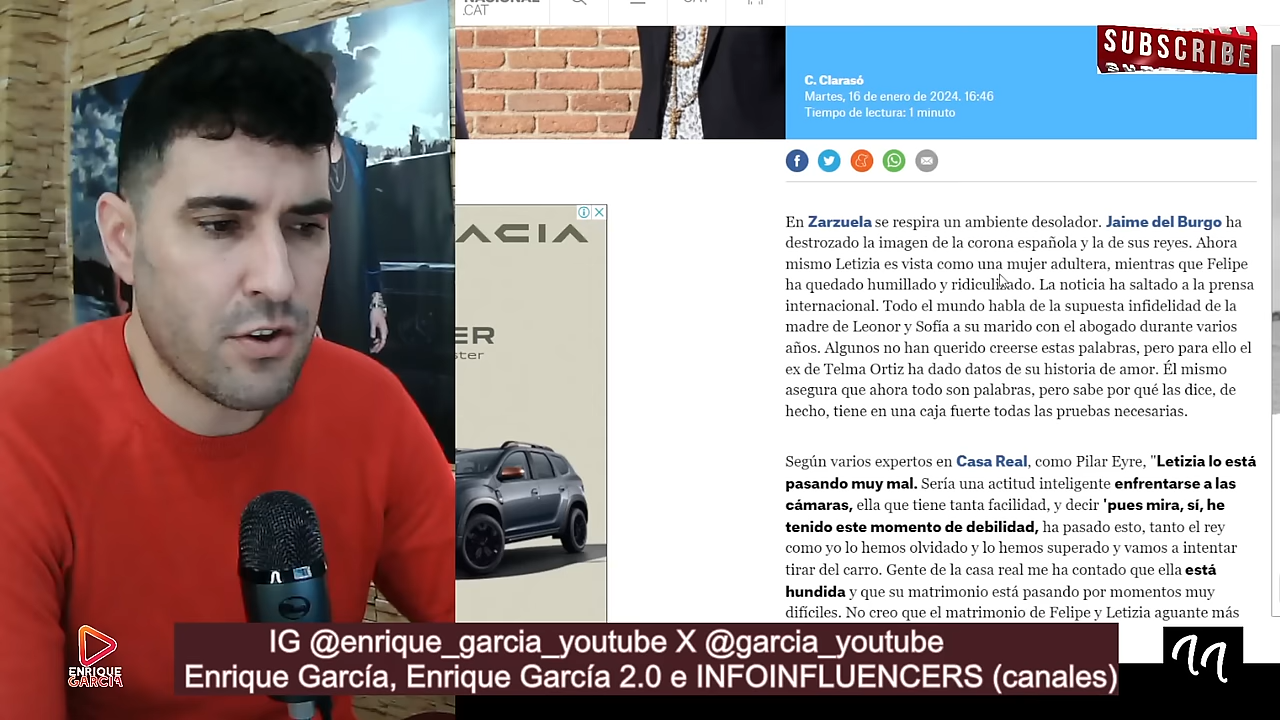 NACIONAL
.CAT
CAT
SUBSCRIBE
C. Clarasó
Martes, 16 de enero de 2024. 16:46
Tiempo de lectura: 1 minuto
En Zarzuela se respira un ambiente desolador. Jaime del Burgo ha
destrozado la imagen de la corona española y la de sus reyes. Ahora
mismo Letizia es vista como una mujer adultera, mientras que Felipe
ha quedado humillado y ridiculizado. La noticia ha saltado a la prensa
internacional. Todo el mundo habla de la supuesta infidelidad de la
madre de Leonor y Sofía a su marido con el abogado durante varios
años. Algunos no han querido creerse estas palabras, pero para ello el
ex de Telma Ortiz ha dado datos de su historia de amor. Él mismo
asegura que ahora todo son palabras, pero sabe por qué las dice, de
hecho, tiene en una caja fuerte todas las pruebas necesarias.
Según varios expertos en Casa Real, como Pilar Eyre, "Letizia lo está
pasando muy mal. Sería una actitud inteligente enfrentarse a las
cámaras, ella que tiene tanta facilidad, y decir 'pues mira, sí, he
tenido este momento de debilidad, ha pasado esto, tanto el rey
como yo lo hemos olvidado y lo hemos superado y vamos a intentar
tirar del carro. Gente de la casa real me ha contado que ella está
hundida y que su matrimonio está pasando por momentos muy
difíciles. No creo que el matrimonio de Felipe y Letizia aguante más
ACIA
ER
ster
IG @enrique_garcia_youtube X @garcia_youtube
Enrique García, Enrique García 2.0 e INFOINFLUENCERS (canales)
ENRIQUE
GARCÍA